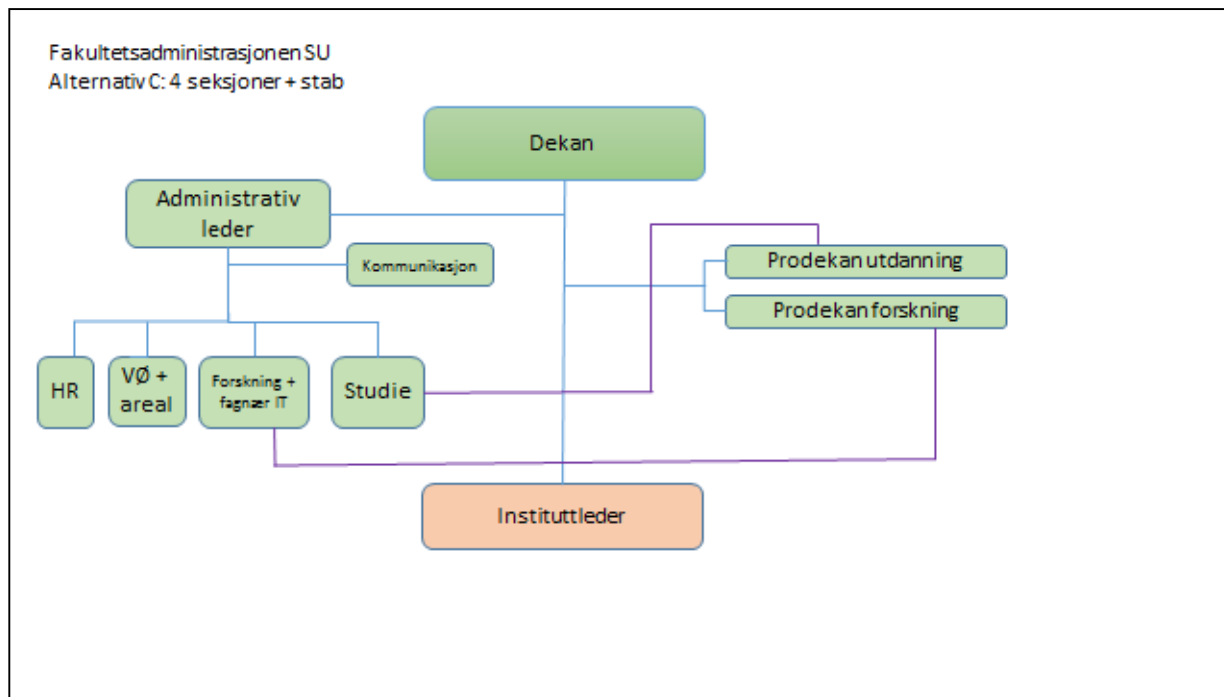 Fakultetsadministrasjonen SU
Alternativ C: 4 seksjoner + stab
Dekan
Administrativ
leder
Kommunikasjon
Prodekan utdanning
Prodekan forskning
HR
VØ +
areal
Forskning +
fagnær IT
Studie
Instituttleder